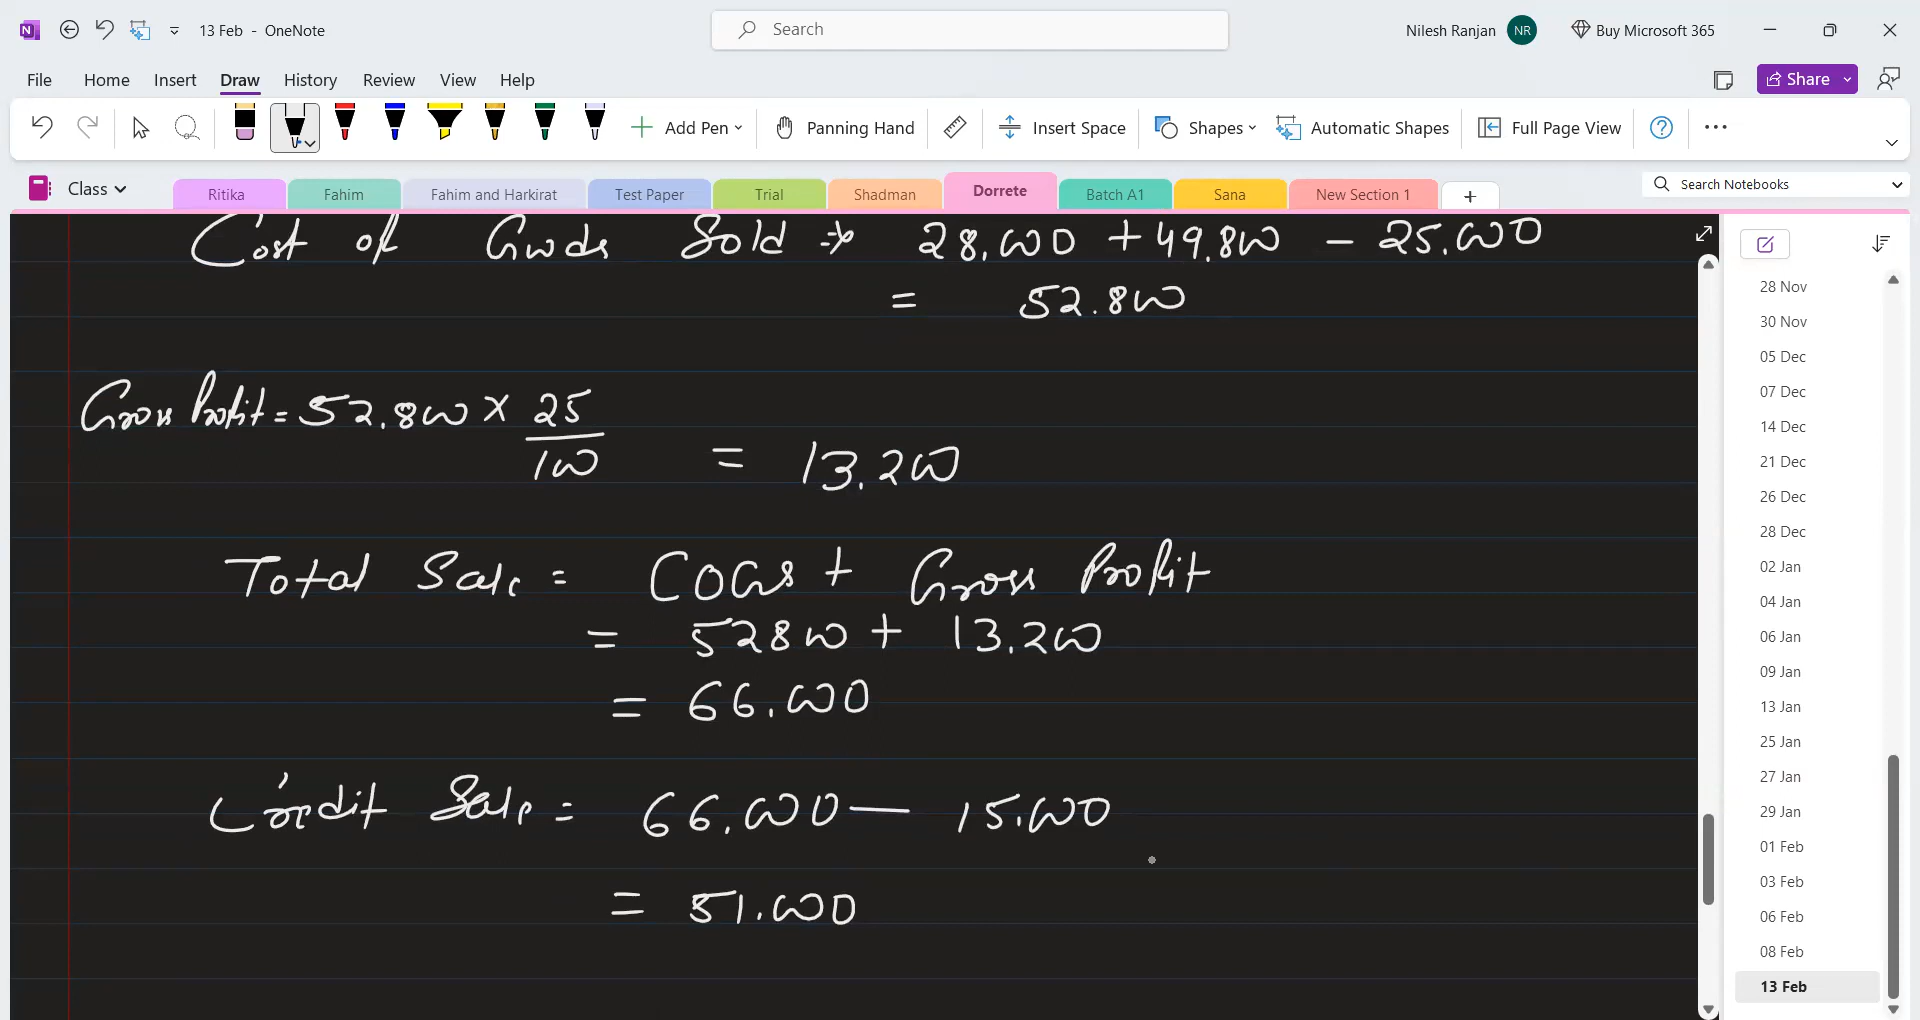 13 Feb - OneNote
Search
Nilesh Ranjan NR
Buy Microsoft 365
File Home Insert Draw History Review View Help
Share
Add Pen
Panning Hand
Insert Space
Shapes
Automatic Shapes
Full Page View
Class
Ritika
Fahim
Fahim and Harkirat
Test Paper
Trial
Shadman
Dorrete
Batch A1
Sana
New Section 1
+
Search Notebooks
Cost of Goods Sold → 28,000 + 49,800 - 25,000
= 52,800
Gross Profit = 52,800 × 25/100 = 13,200
Total Sale = COGS + Gross Profit
= 52800 + 13,200
= 66,000
Credit Sale = 66,000 — 15,000
= 51,000
28 Nov
30 Nov
05 Dec
07 Dec
14 Dec
21 Dec
26 Dec
28 Dec
02 Jan
04 Jan
06 Jan
09 Jan
13 Jan
25 Jan
27 Jan
29 Jan
01 Feb
03 Feb
06 Feb
08 Feb
13 Feb